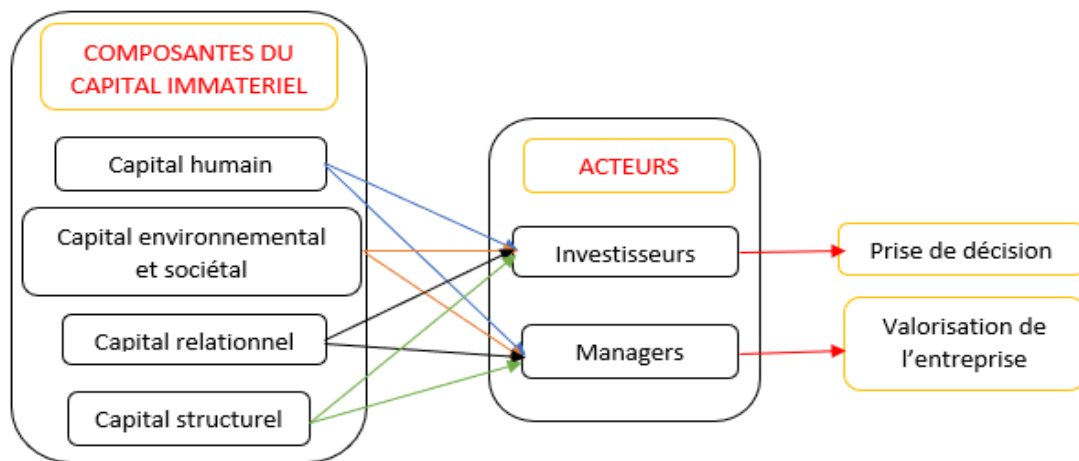 COMPOSANTES DU
CAPITAL IMMATERIEL
Capital humain
Capital environnemental
et sociétal
Capital relationnel
Capital structurel
ACTEURS
Investisseurs
Managers
Prise de décision
Valorisation de
l’entreprise